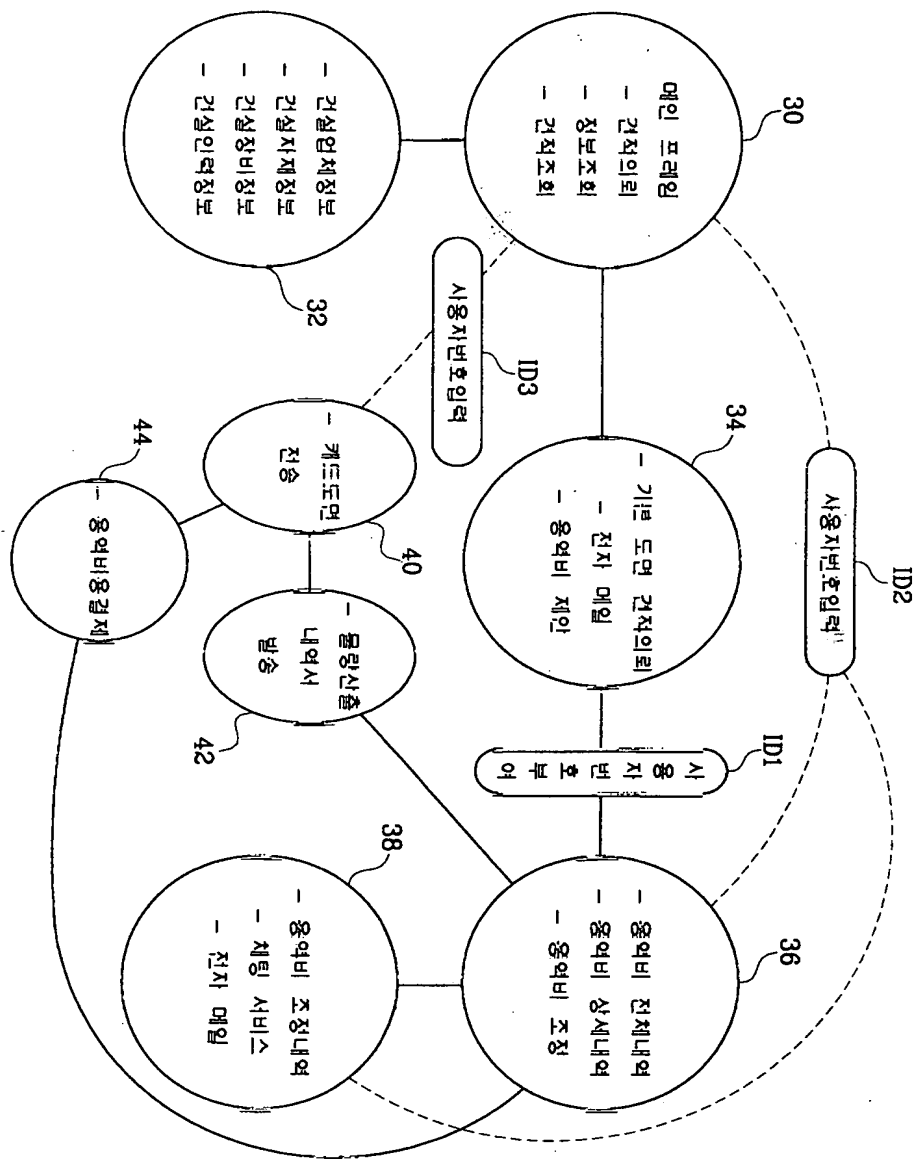 30
메인 프레임
- 견적의뢰
- 정보조회
- 견적조회
32
- 건설업체정보
- 건설자재정보
- 건설장비정보
- 건설인력정보
34
- 기본 도면 견적의뢰
- 전자 메일
- 용역비 제안
ID1
사용자번호부여
ID2
사용자번호입력
ID3
사용자번호입력
36
- 용역비 전체내역
- 용역비 상세내역
- 용역비 조정
38
- 용역비 조정내역
- 채팅 서비스
- 전자 메일
40
- 캐드도면
전송
42
- 물량산출
내역서
발송
44
- 용역비용결제